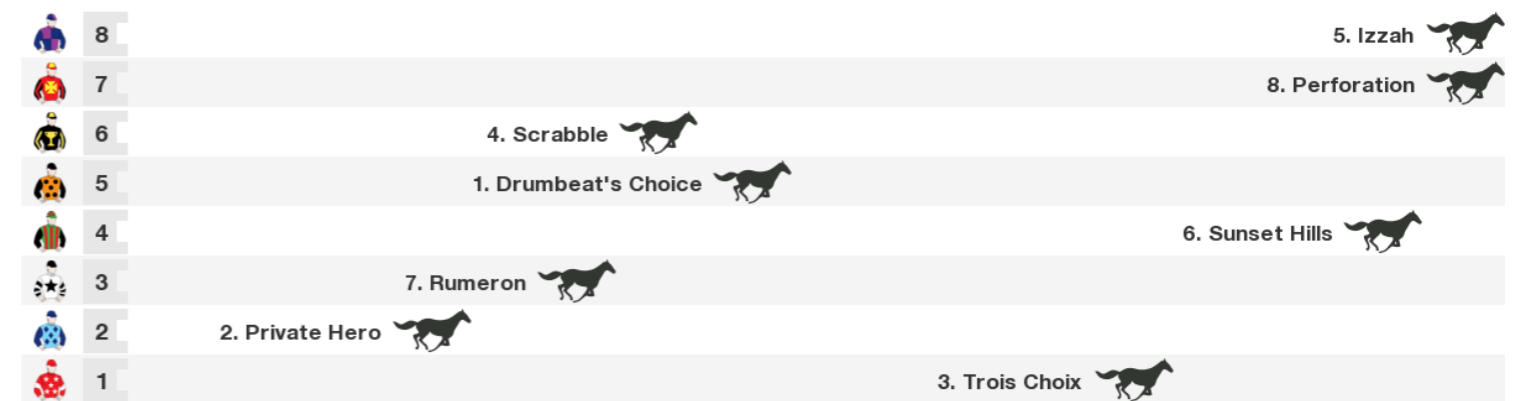 8 5. Izzah
7 8. Perforation
6 4. Scrabble
5 1. Drumbeat's Choice
4 6. Sunset Hills
3 7. Rumeron
2 2. Private Hero
1 3. Trois Choix